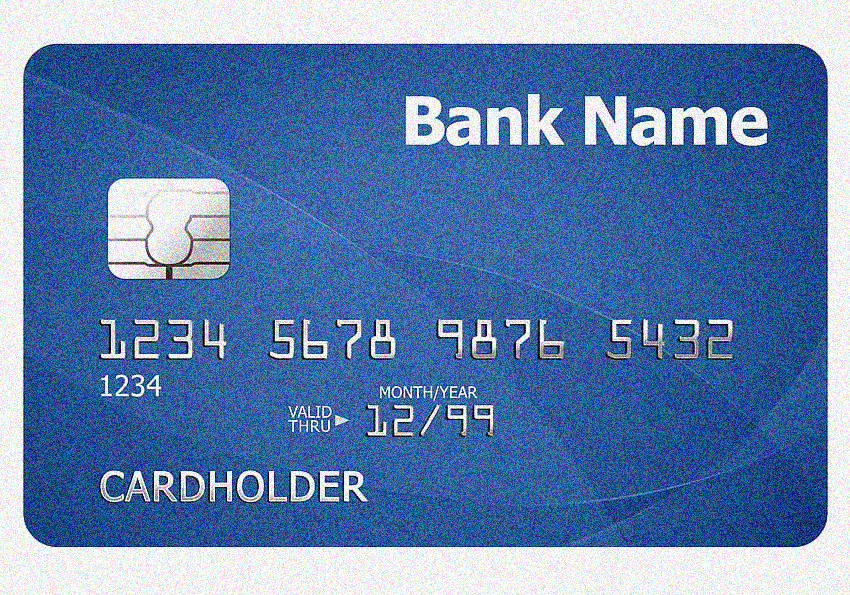 Bank Name
1234 5678 9876 5432
1234
MONTH/YEAR
VALID
THRU
12/99
CARDHOLDER